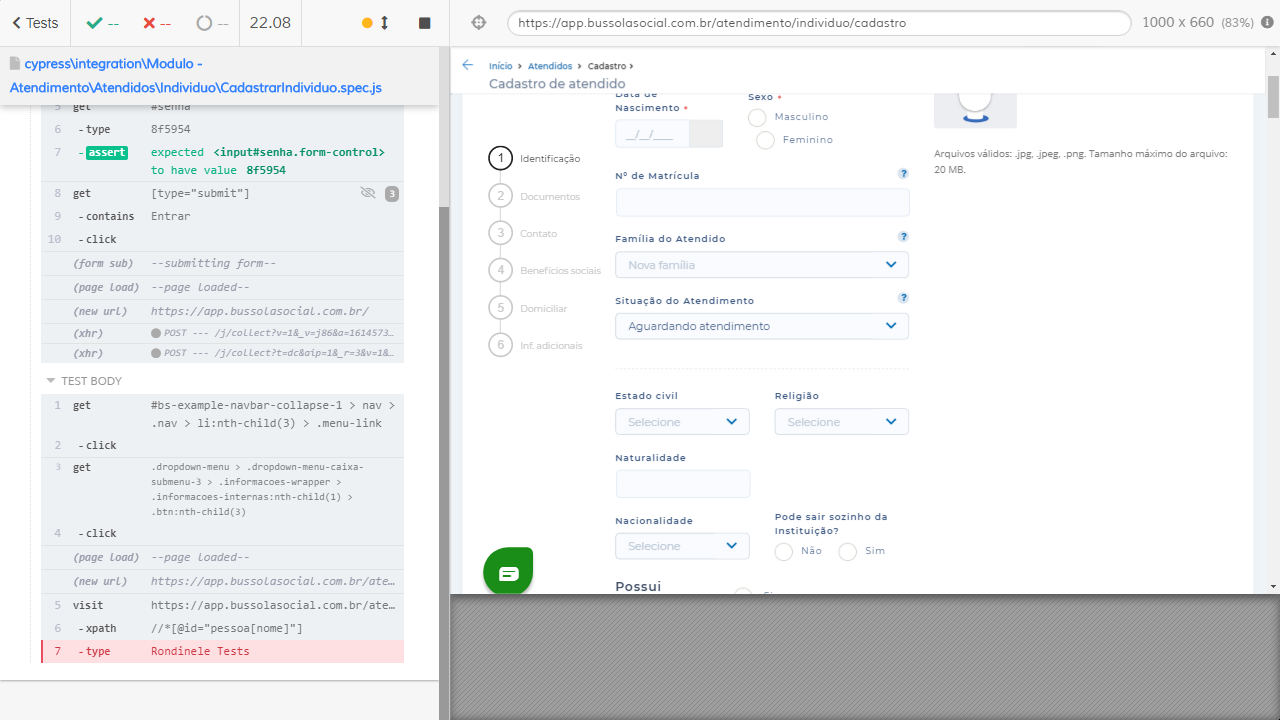 Tests
--
--
--
22.08
https://app.bussolasocial.com.br/atendimento/individuo/cadastro
1000 x 660 (83%)
cypress\integration\Modulo -
Atendimento\Atendidos\Individuo\CadastrarIndividuo.spec.js
5 get #senha
6 -type 8f5954
7 -assert expected <input#senha.form-control>
to have value 8f5954
8 get [type="submit"] 3
9 -contains Entrar
10 -click
(form sub) --submitting form--
(page load) --page loaded--
(new url) https://app.bussolasocial.com.br/
(xhr) POST --- /j/collect?v=1&_v=j86&a=1614573…
(xhr) POST --- /j/collect?t=dc&aip=1&_r=3&v=1&…
TEST BODY
1 get #bs-example-navbar-collapse-1 > nav >
.nav > li:nth-child(3) > .menu-link
2 -click
3 get .dropdown-menu > .dropdown-menu-caixa-
submenu-3 > .informacoes-wrapper >
.informacoes-internas:nth-child(1) >
.btn:nth-child(3)
4 -click
(page load) --page loaded--
(new url) https://app.bussolasocial.com.br/ate…
5 visit https://app.bussolasocial.com.br/ate…
6 -xpath //*[@id="pessoa[nome]"]
7 -type Rondinele Tests
Início > Atendidos > Cadastro >
Cadastro de atendido
1 Identificação
2 Documentos
3 Contato
4 Benefícios sociais
5 Domiciliar
6 Inf. adicionais
Data de
Nascimento *
__/__/____
Sexo *
Masculino
Feminino
Arquivos válidos: .jpg, .jpeg, .png. Tamanho máximo do arquivo:
20 MB.
Nº de Matrícula ?
Família do Atendido ?
Nova família
Situação do Atendimento ?
Aguardando atendimento
Estado civil
Selecione
Religião
Selecione
Naturalidade
Nacionalidade
Selecione
Pode sair sozinho da
Instituição?
Não
Sim
Possui